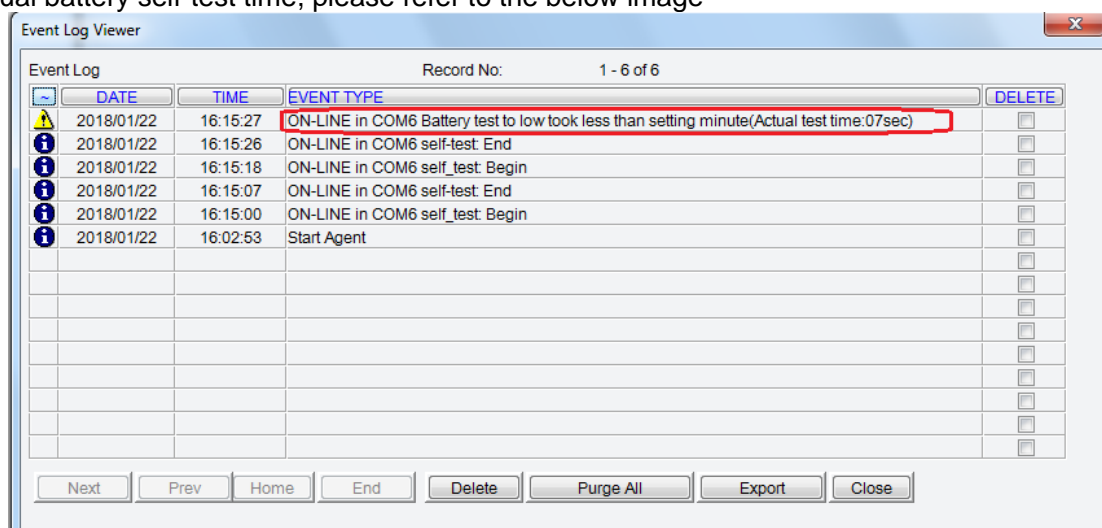 battery self test time, please refer to the below image
Event Log Viewer
x
Event Log Record No: 1 - 6 of 6
~ DATE TIME EVENT TYPE DELETE
2018/01/22 16:15:27 ON-LINE in COM6 Battery test to low took less than setting minute(Actual test time:07sec)
2018/01/22 16:15:26 ON-LINE in COM6 self-test: End
2018/01/22 16:15:18 ON-LINE in COM6 self_test: Begin
2018/01/22 16:15:07 ON-LINE in COM6 self-test: End
2018/01/22 16:15:00 ON-LINE in COM6 self_test: Begin
2018/01/22 16:02:53 Start Agent
Next Prev Home End Delete Purge All Export Close